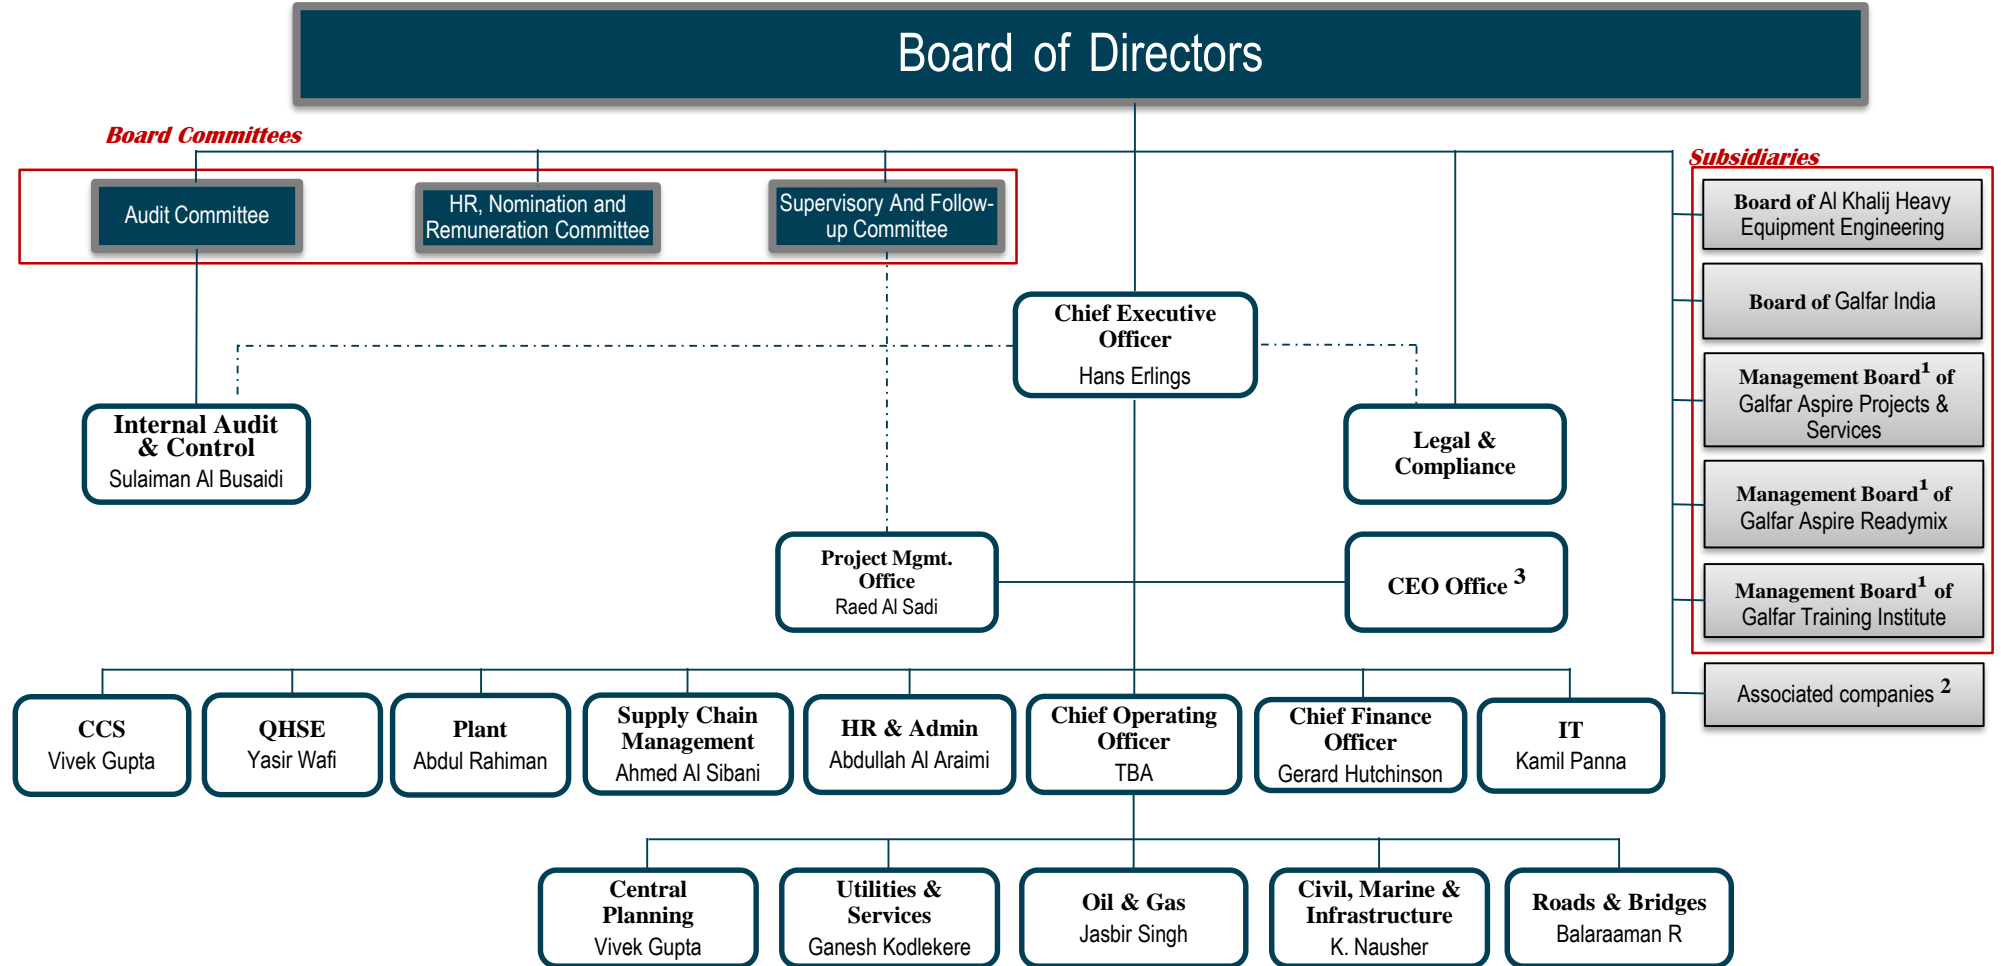 Board of Directors
Board Committees
Subsidiaries
Audit Committee
HR, Nomination and
Remuneration Committee
Supervisory And Follow-
up Committee
Board of Al Khalij Heavy
Equipment Engineering
Board of Galfar India
Management Board1 of
Galfar Aspire Projects &
Services
Management Board1 of
Galfar Aspire Readymix
Management Board1 of
Galfar Training Institute
Associated companies 2
Chief Executive
Officer
Hans Erlings
Internal Audit
& Control
Sulaiman Al Busaidi
Legal &
Compliance
Project Mgmt.
Office
Raed Al Sadi
CEO Office 3
CCS
Vivek Gupta
QHSE
Yasir Wafi
Plant
Abdul Rahiman
Supply Chain
Management
Ahmed Al Sibani
HR & Admin
Abdullah Al Araimi
Chief Operating
Officer
TBA
Chief Finance
Officer
Gerard Hutchinson
IT
Kamil Panna
Central
Planning
Vivek Gupta
Utilities &
Services
Ganesh Kodlekere
Oil & Gas
Jasbir Singh
Civil, Marine &
Infrastructure
K. Nausher
Roads & Bridges
Balaraaman R